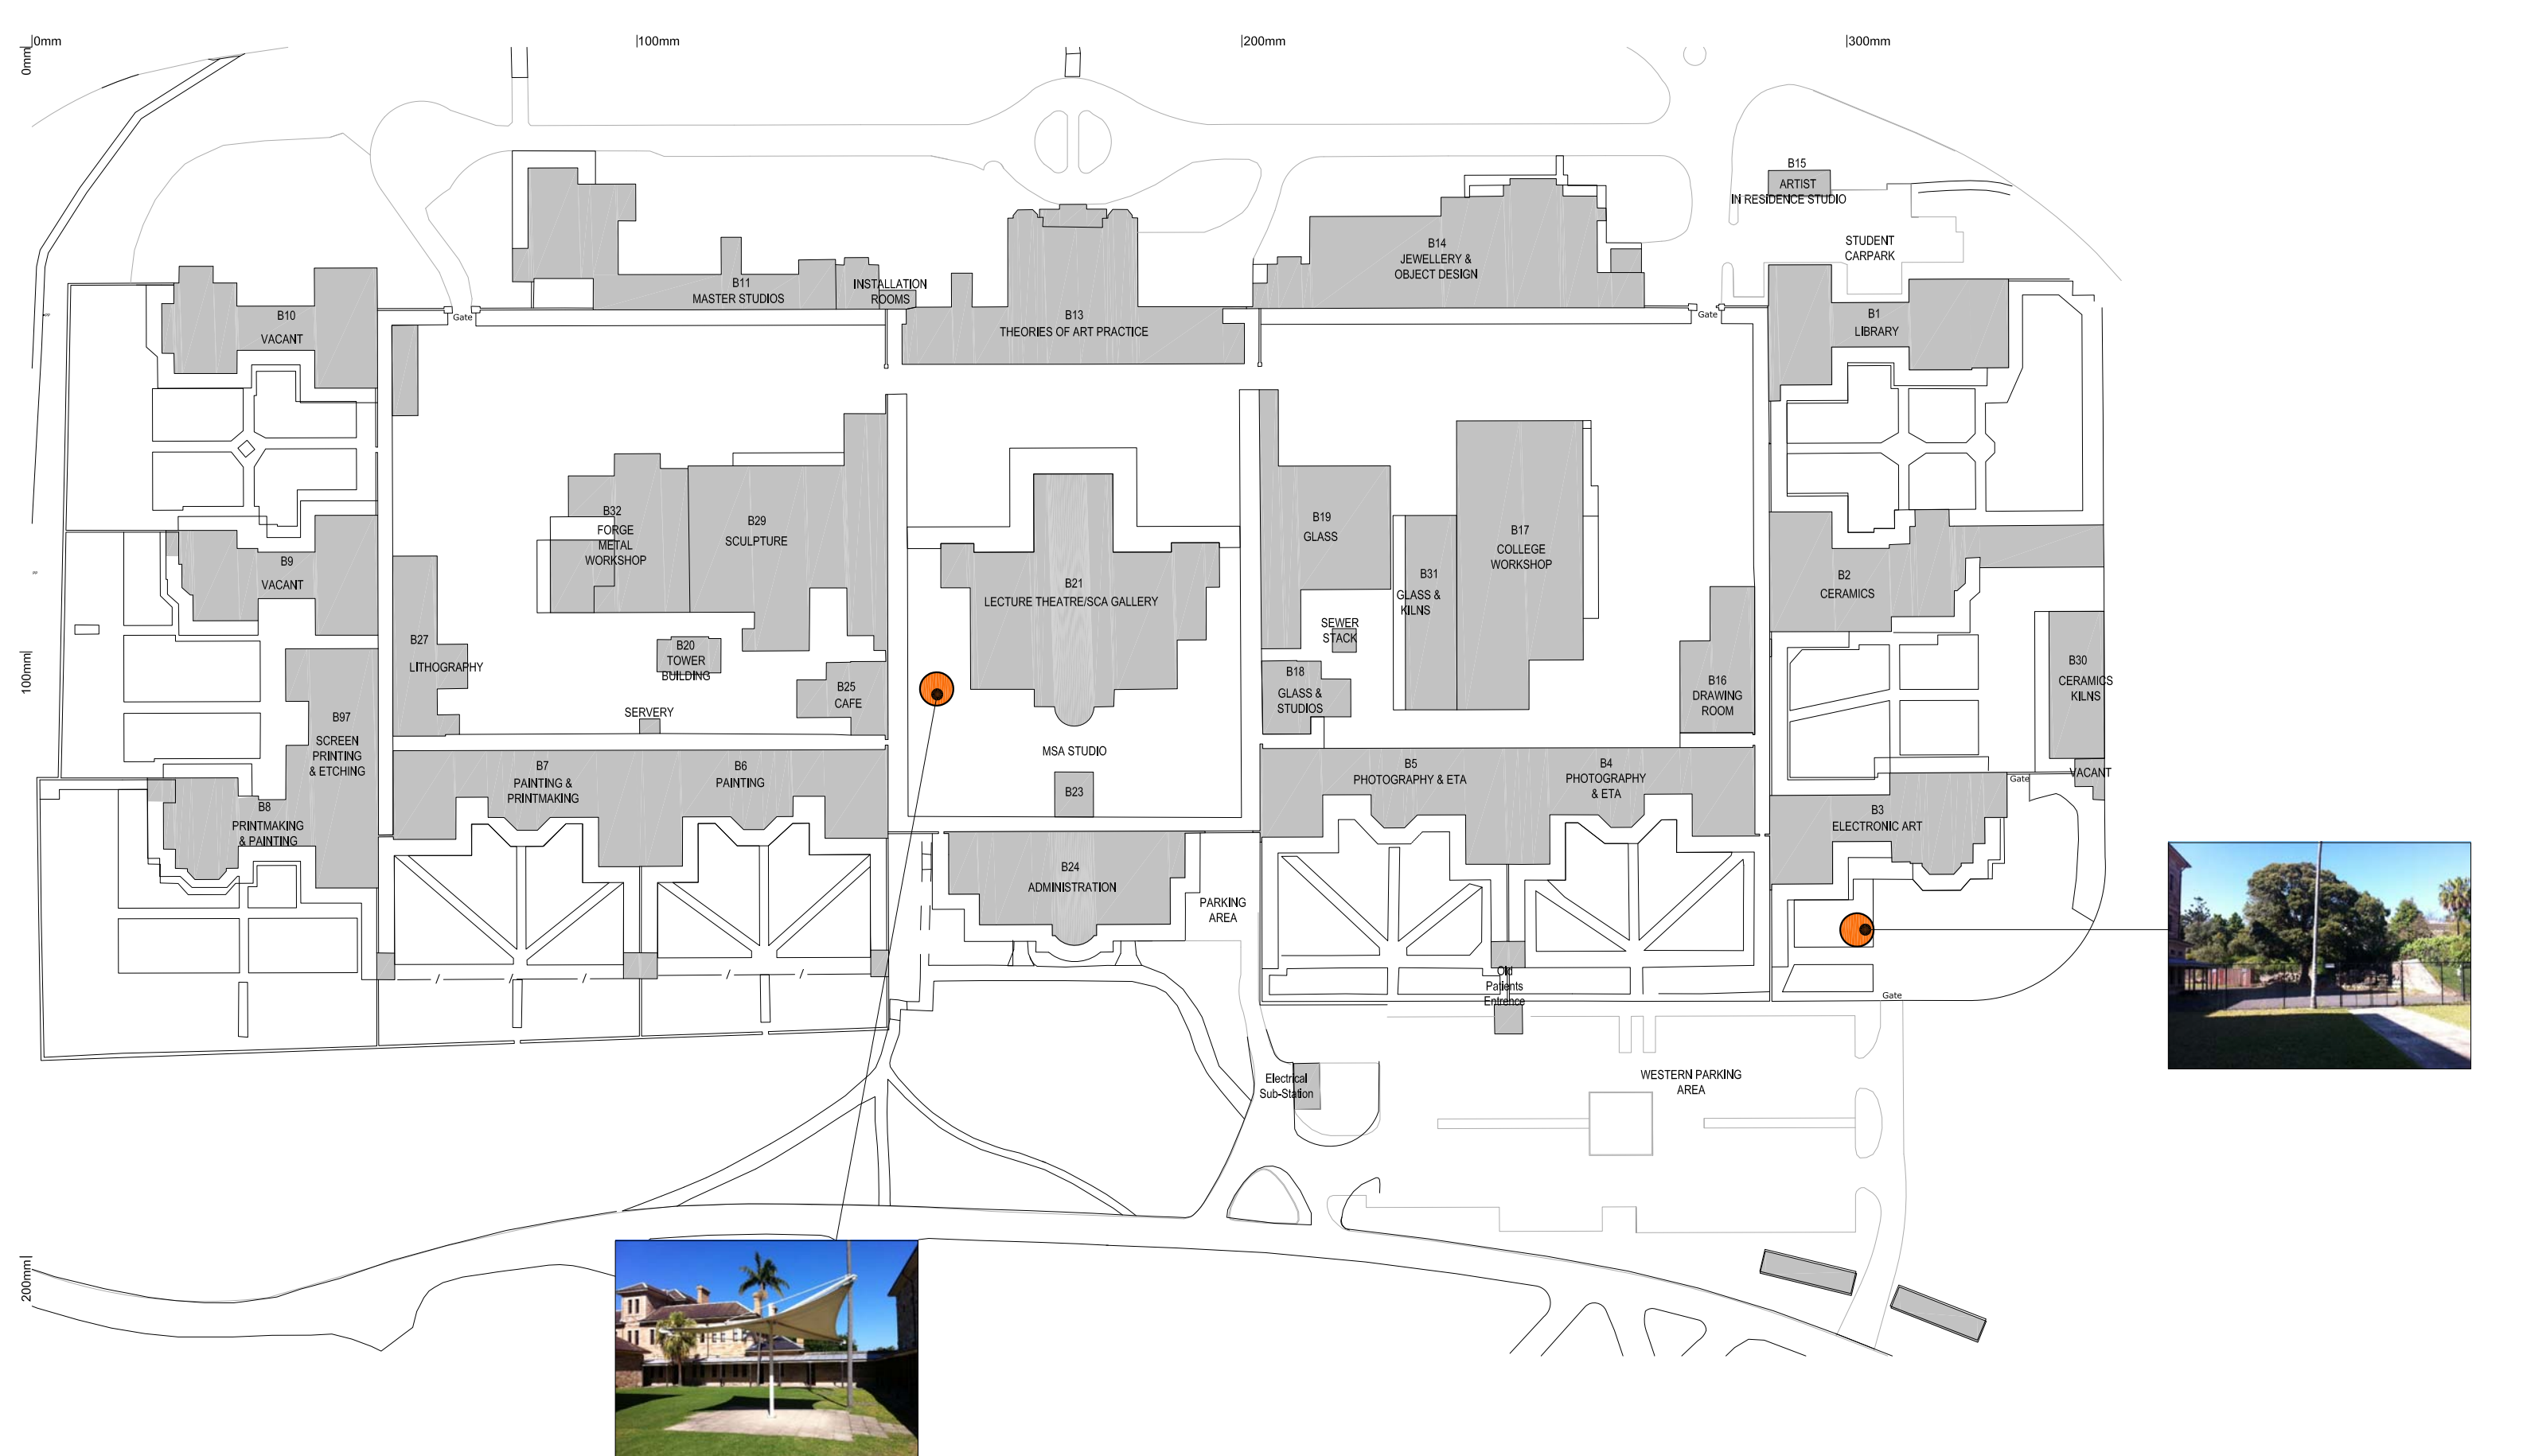 0mm
100mm
200mm
300mm
0mm
100mm
200mm
B15
ARTIST
IN RESIDENCE STUDIO
STUDENT
CARPARK
B14
JEWELLERY &
OBJECT DESIGN
B11
MASTER STUDIOS
INSTALLATION
ROOMS
B13
THEORIES OF ART PRACTICE
B10
VACANT
Gate
Gate
B1
LIBRARY
B32
FORGE
METAL
WORKSHOP
B29
SCULPTURE
B19
GLASS
B17
COLLEGE
WORKSHOP
B9
VACANT
B21
LECTURE THEATRE/SCA GALLERY
B31
GLASS &
KILNS
B2
CERAMICS
B27
LITHOGRAPHY
B20
TOWER
BUILDING
SEWER
STACK
B25
CAFE
B18
GLASS &
STUDIOS
B16
DRAWING
ROOM
B30
CERAMICS
KILNS
SERVERY
B97
SCREEN
PRINTING
& ETCHING
MSA STUDIO
B7
PAINTING &
PRINTMAKING
B6
PAINTING
B23
B5
PHOTOGRAPHY & ETA
B4
PHOTOGRAPHY
& ETA
Gate
VACANT
B8
PRINTMAKING
& PAINTING
B3
ELECTRONIC ART
B24
ADMINISTRATION
PARKING
AREA
Old
Patients
Entrence
Gate
Electrical
Sub-Station
WESTERN PARKING
AREA